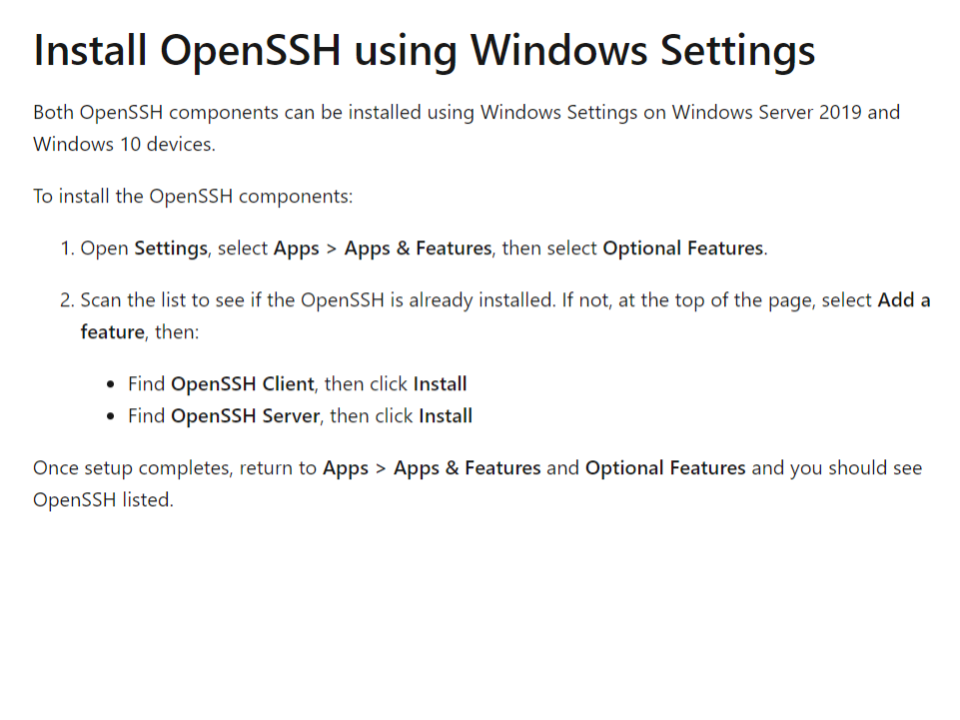 Install OpenSSH using Windows Settings
Both OpenSSH components can be installed using Windows Settings on Windows Server 2019 and
Windows 10 devices.
To install the OpenSSH components:
1. Open Settings, select Apps > Apps & Features, then select Optional Features.
2. Scan the list to see if the OpenSSH is already installed. If not, at the top of the page, select Add a
feature, then:
• Find OpenSSH Client, then click Install
• Find OpenSSH Server, then click Install
Once setup completes, return to Apps > Apps & Features and Optional Features and you should see
OpenSSH listed.